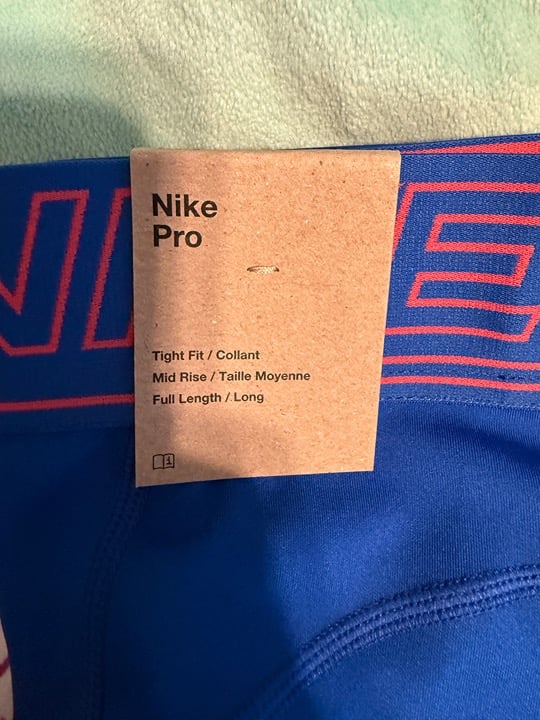 Nike
Pro
Tight Fit / Collant
Mid Rise / Taille Moyenne
Full Length / Long